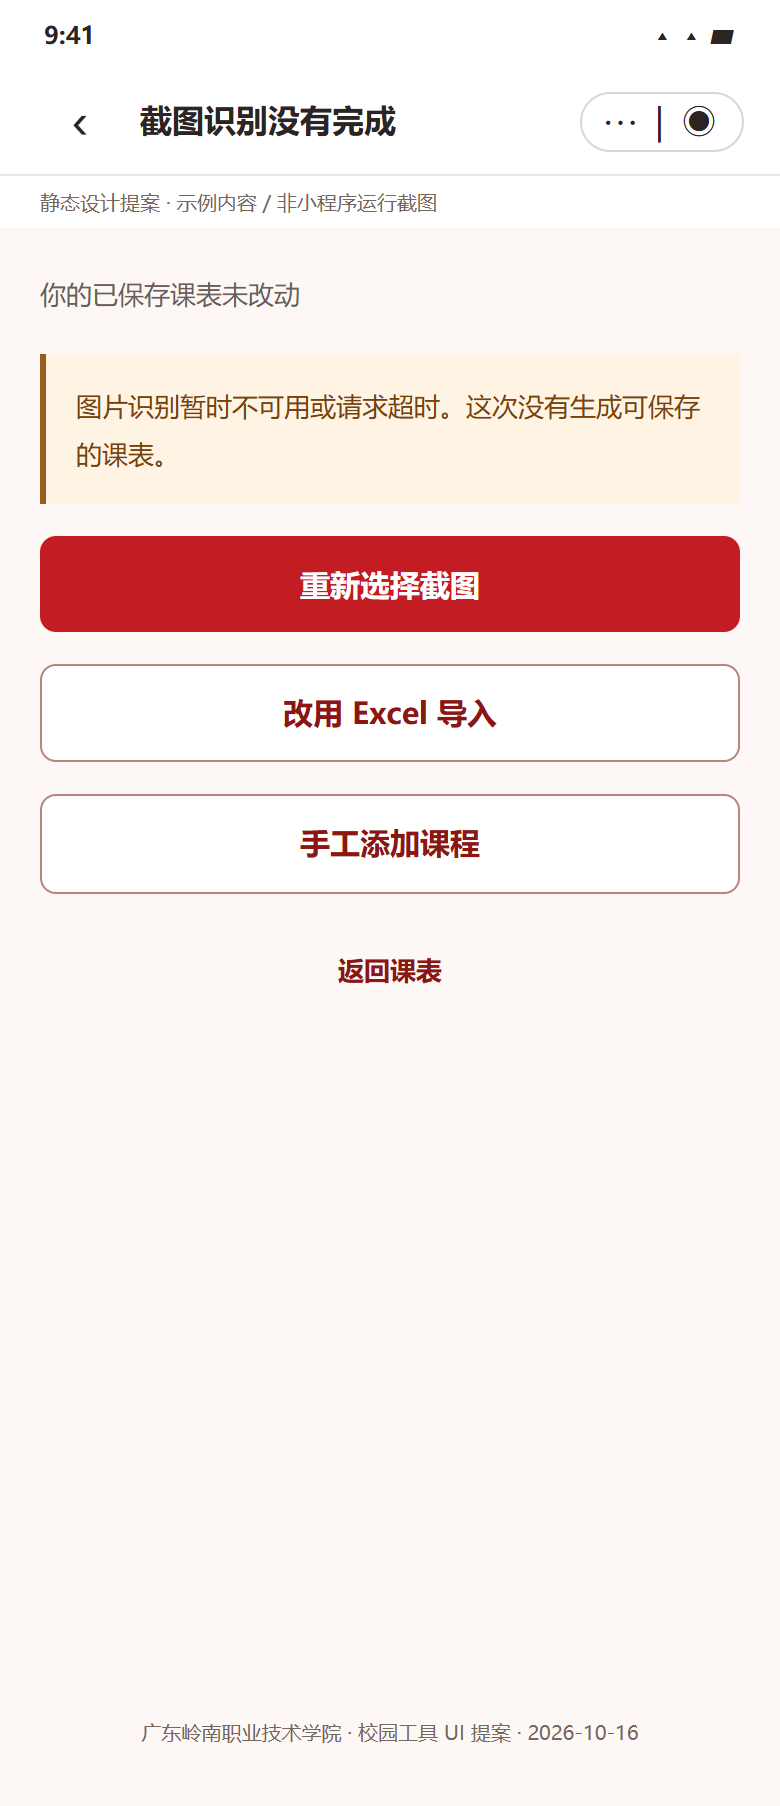 9:41
截图识别没有完成
静态设计提案 · 示例内容 / 非小程序运行截图
你的已保存课表未改动
图片识别暂时不可用或请求超时。这次没有生成可保存
的课表。
重新选择截图
改用 Excel 导入
手工添加课程
返回课表
广东岭南职业技术学院 · 校园工具 UI 提案 · 2026-10-16